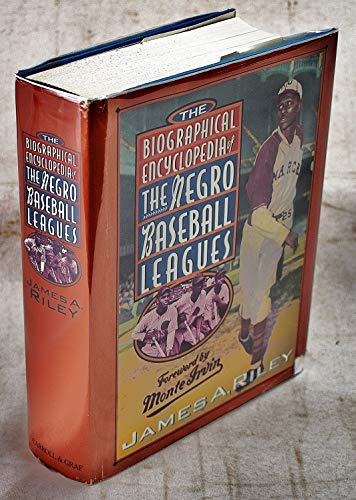 THE
BIOGRAPHICAL
ENCYCLOPEDIA of
THE NEGRO
BASEBALL
LEAGUES
JAMES A.
RILEY
CARROLL & GRAF
THE
BIOGRAPHICAL
ENCYCLOPEDIA of
THE NEGRO
BASEBALL
LEAGUES
Foreword by
Monte Irvin
JAMES A. RILEY